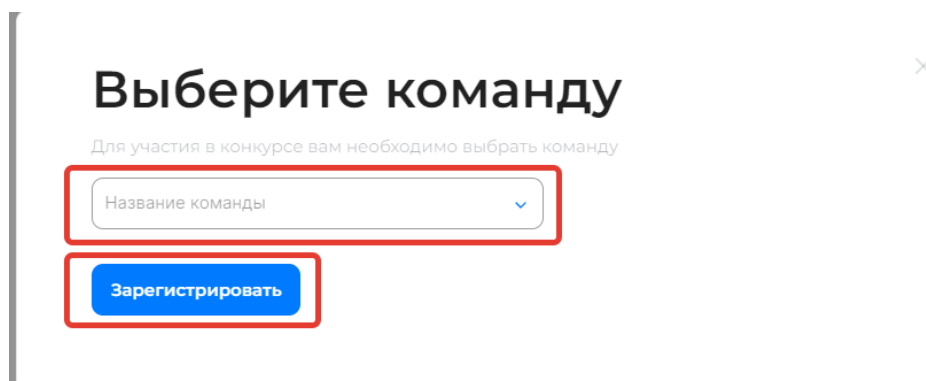 Выберите команду
Для участия в конкурсе вам необходимо выбрать команду
Название команды
Зарегистрировать